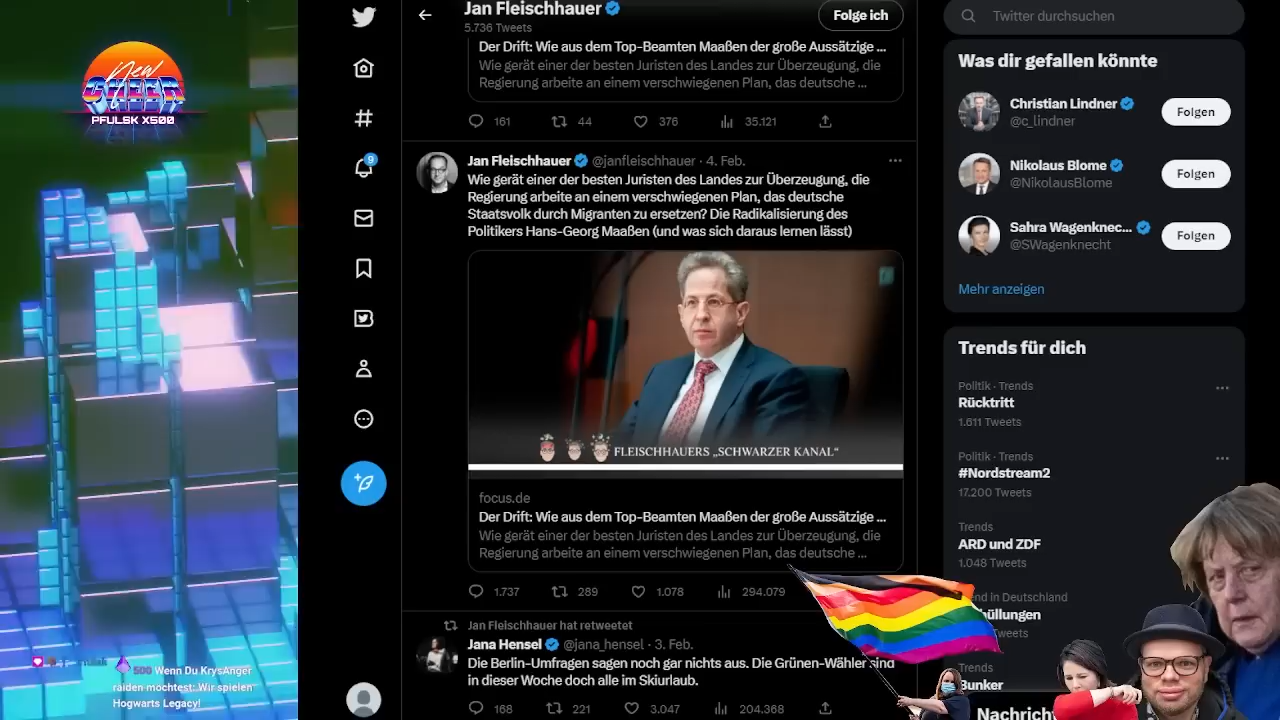 New
QUEER
PFULSK X500
500 Wenn Du KrysAnger
raiden möchtest: Wir spielen
Hogwarts Legacy!
9
Jan Fleischhauer
5.736 Tweets
Folge ich
Der Drift: Wie aus dem Top-Beamten Maaßen der große Aussätzige ...
Wie gerät einer der besten Juristen des Landes zur Überzeugung, die
Regierung arbeite an einem verschwiegenen Plan, das deutsche ...
161 44 376 35.121
Jan Fleischhauer @janfleischhauer · 4. Feb.
Wie gerät einer der besten Juristen des Landes zur Überzeugung, die
Regierung arbeite an einem verschwiegenen Plan, das deutsche
Staatsvolk durch Migranten zu ersetzen? Die Radikalisierung des
Politikers Hans-Georg Maaßen (und was sich daraus lernen lässt)
FLEISCHHAUERS „SCHWARZER KANAL“
focus.de
Der Drift: Wie aus dem Top-Beamten Maaßen der große Aussätzige ...
Wie gerät einer der besten Juristen des Landes zur Überzeugung, die
Regierung arbeite an einem verschwiegenen Plan, das deutsche ...
1.737 289 1.078 294.079
Jan Fleischhauer hat retweetet
Jana Hensel @jana_hensel · 3. Feb.
Die Berlin-Umfragen sagen noch gar nichts aus. Die Grünen-Wähler sind
in dieser Woche doch alle im Skiurlaub.
168 221 3.047 204.368
Twitter durchsuchen
Was dir gefallen könnte
Christian Lindner
@c_lindner
Folgen
Nikolaus Blome
@NikolausBlome
Folgen
Sahra Wagenknec...
@SWagenknecht
Folgen
Mehr anzeigen
Trends für dich
Politik · Trends
Rücktritt
1.611 Tweets
Politik · Trends
#Nordstream2
17.200 Tweets
Trends
ARD und ZDF
1.048 Tweets
end in Deutschland
hüllungen
Tweets
Trends
Bunker
Nachricht